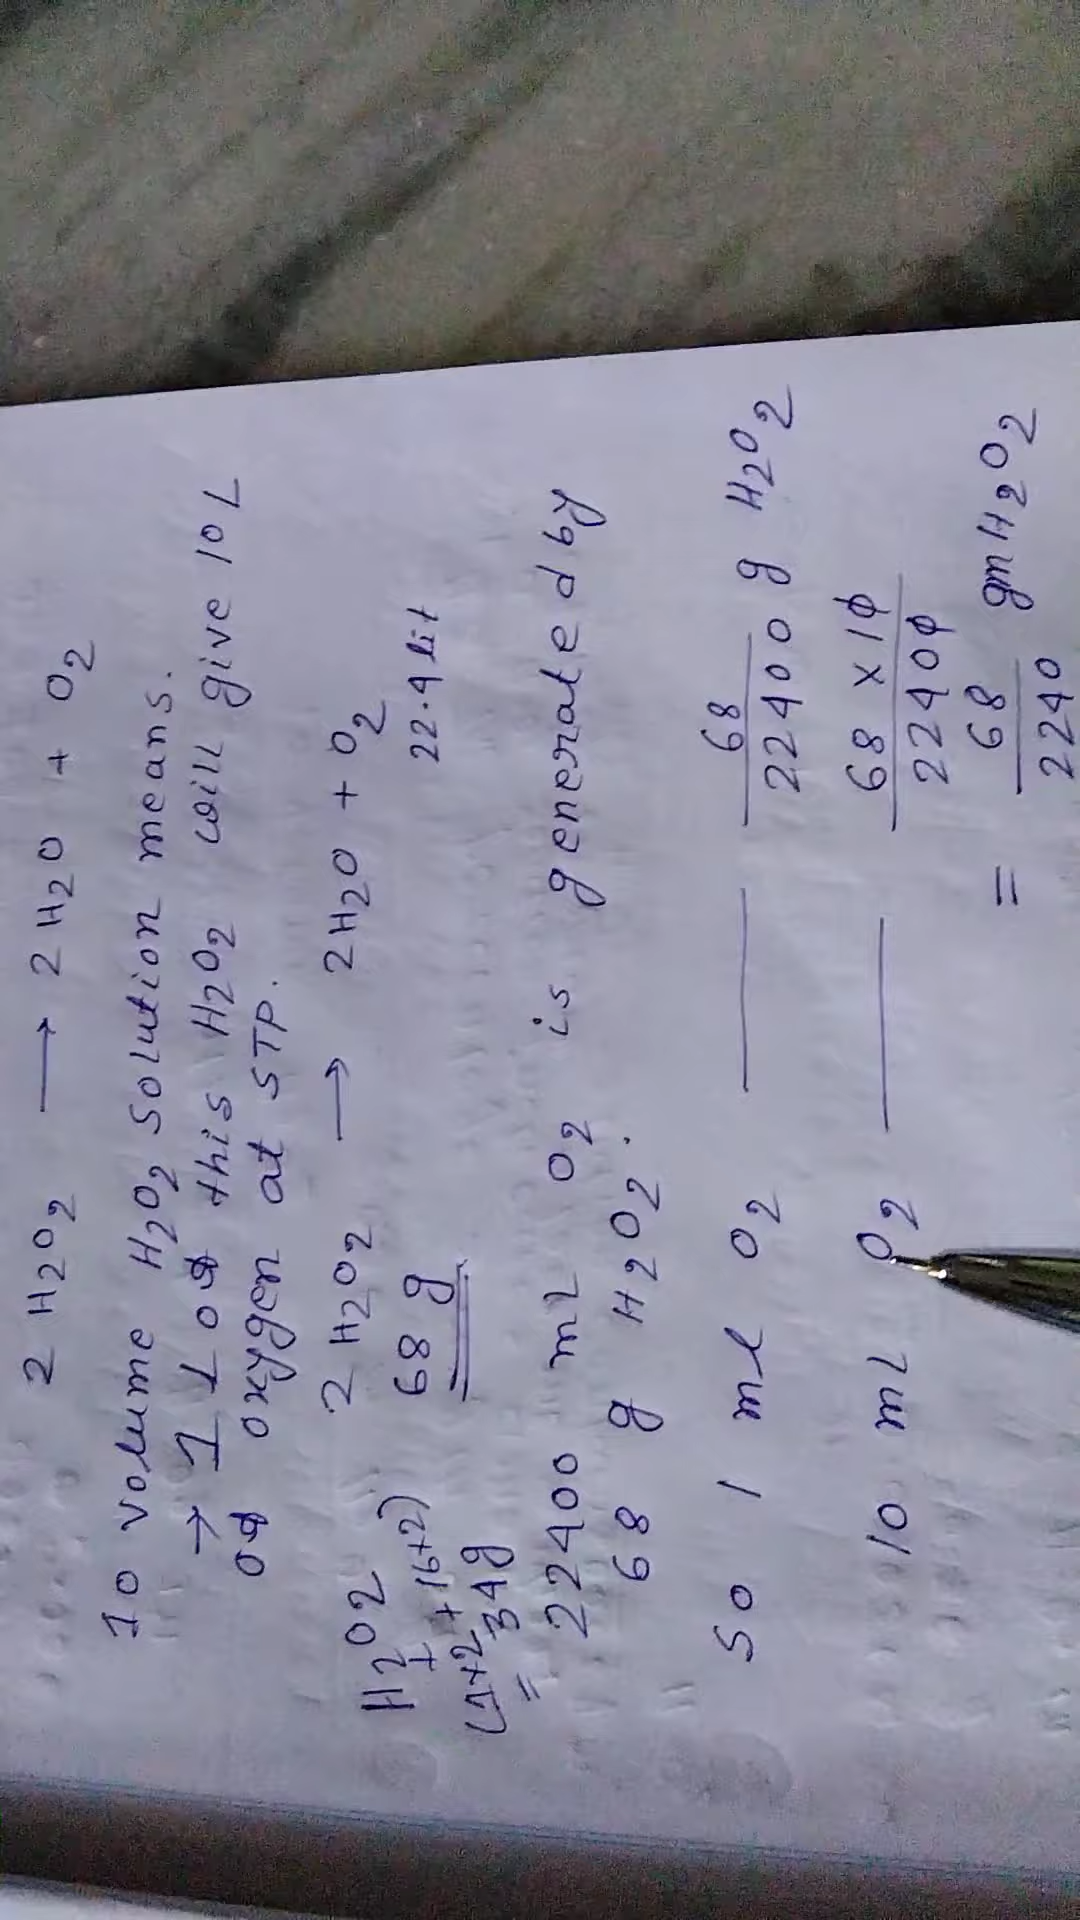 2 H2O2 → 2 H2O + O2
10 volume H2O2 solution means.
→ 1 L of this H2O2 will give 10 L
of oxygen at STP.
2 H2O2 → 2H2O + O2
68 g 22.4 lit
H2O2
(1×2 + 16×2)
= 34g
22400 mL O2 is generated by
68 g H2O2.
So 1 ml O2 — 68/22400 g H2O2
10 mL O2 — 68 × 10/22400
= 68/2240 gm H2O2